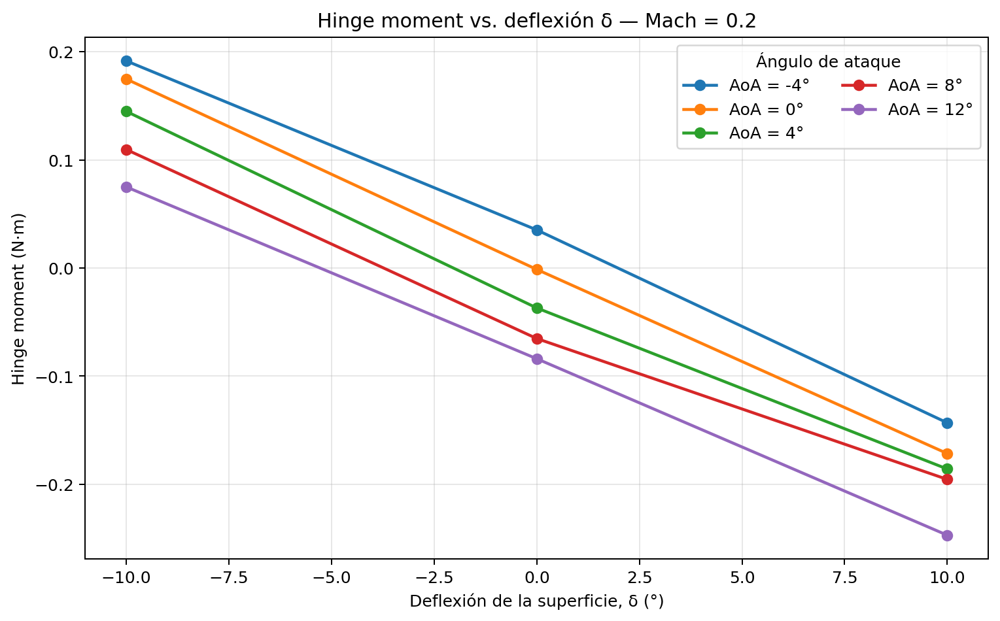 Hinge moment vs. deflexión δ — Mach = 0.2
Ángulo de ataque
AoA = -4°
AoA = 0°
AoA = 4°
AoA = 8°
AoA = 12°
Hinge moment (N·m)
0.2
0.1
0.0
−0.1
−0.2
−10.0 −7.5 −5.0 −2.5 0.0 2.5 5.0 7.5 10.0
Deflexión de la superficie, δ (°)